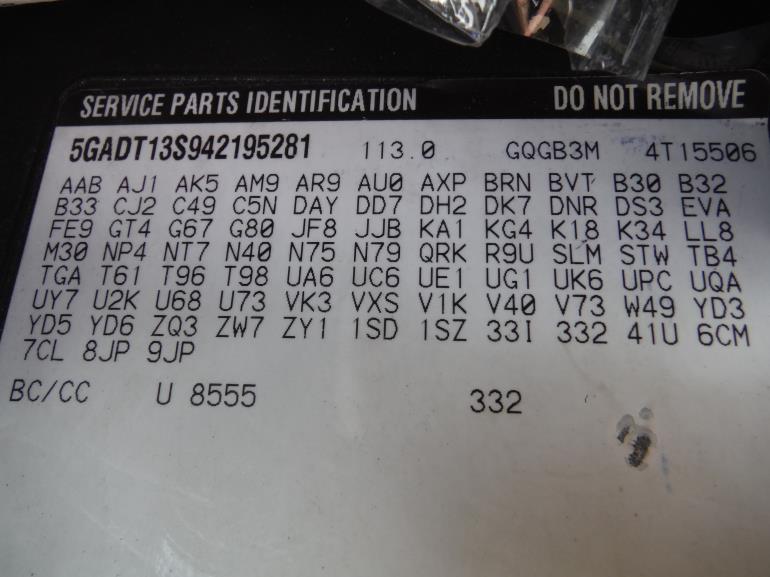 SERVICE PARTS IDENTIFICATION DO NOT REMOVE
5GADT13S942195281 113.0 GQGB3M 4T15506
AAB AJ1 AK5 AM9 AR9 AU0 AXP BRN BVT B30 B32
B33 CJ2 C49 C5N DAY DD7 DH2 DK7 DNR DS3 EVA
FE9 GT4 G67 G80 JF8 JJB KA1 KG4 K18 K34 LL8
M30 NP4 NT7 N40 N75 N79 QRK R9U SLM STW TB4
TGA T61 T96 T98 UA6 UC6 UE1 UG1 UK6 UPC UQA
UY7 U2K U68 U73 VK3 VXS V1K V40 V73 W49 YD3
YD5 YD6 ZQ3 ZW7 ZY1 1SD 1SZ 33I 332 41U 6CM
7CL 8JP 9JP
BC/CC U 8555 332